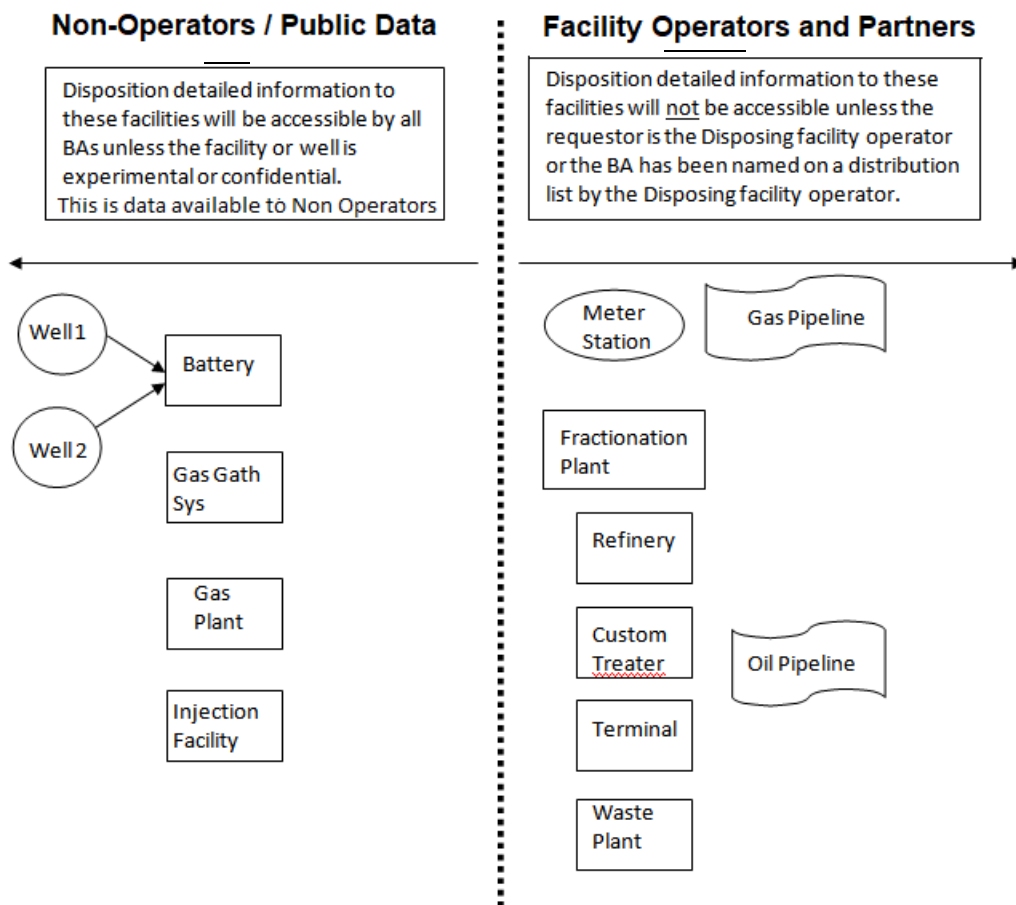 Non-Operators / Public Data
Disposition detailed information to
these facilities will be accessible by all
BAs unless the facility or well is
experimental or confidential.
This is data available to Non Operators
Well 1
Battery
Well 2
Gas Gath
Sys
Gas
Plant
Injection
Facility
Facility Operators and Partners
Disposition detailed information to these
facilities will not be accessible unless the
requestor is the Disposing facility operator
or the BA has been named on a distribution
list by the Disposing facility operator.
Meter
Station
Gas Pipeline
Fractionation
Plant
Refinery
Custom
Treater
Oil Pipeline
Terminal
Waste
Plant